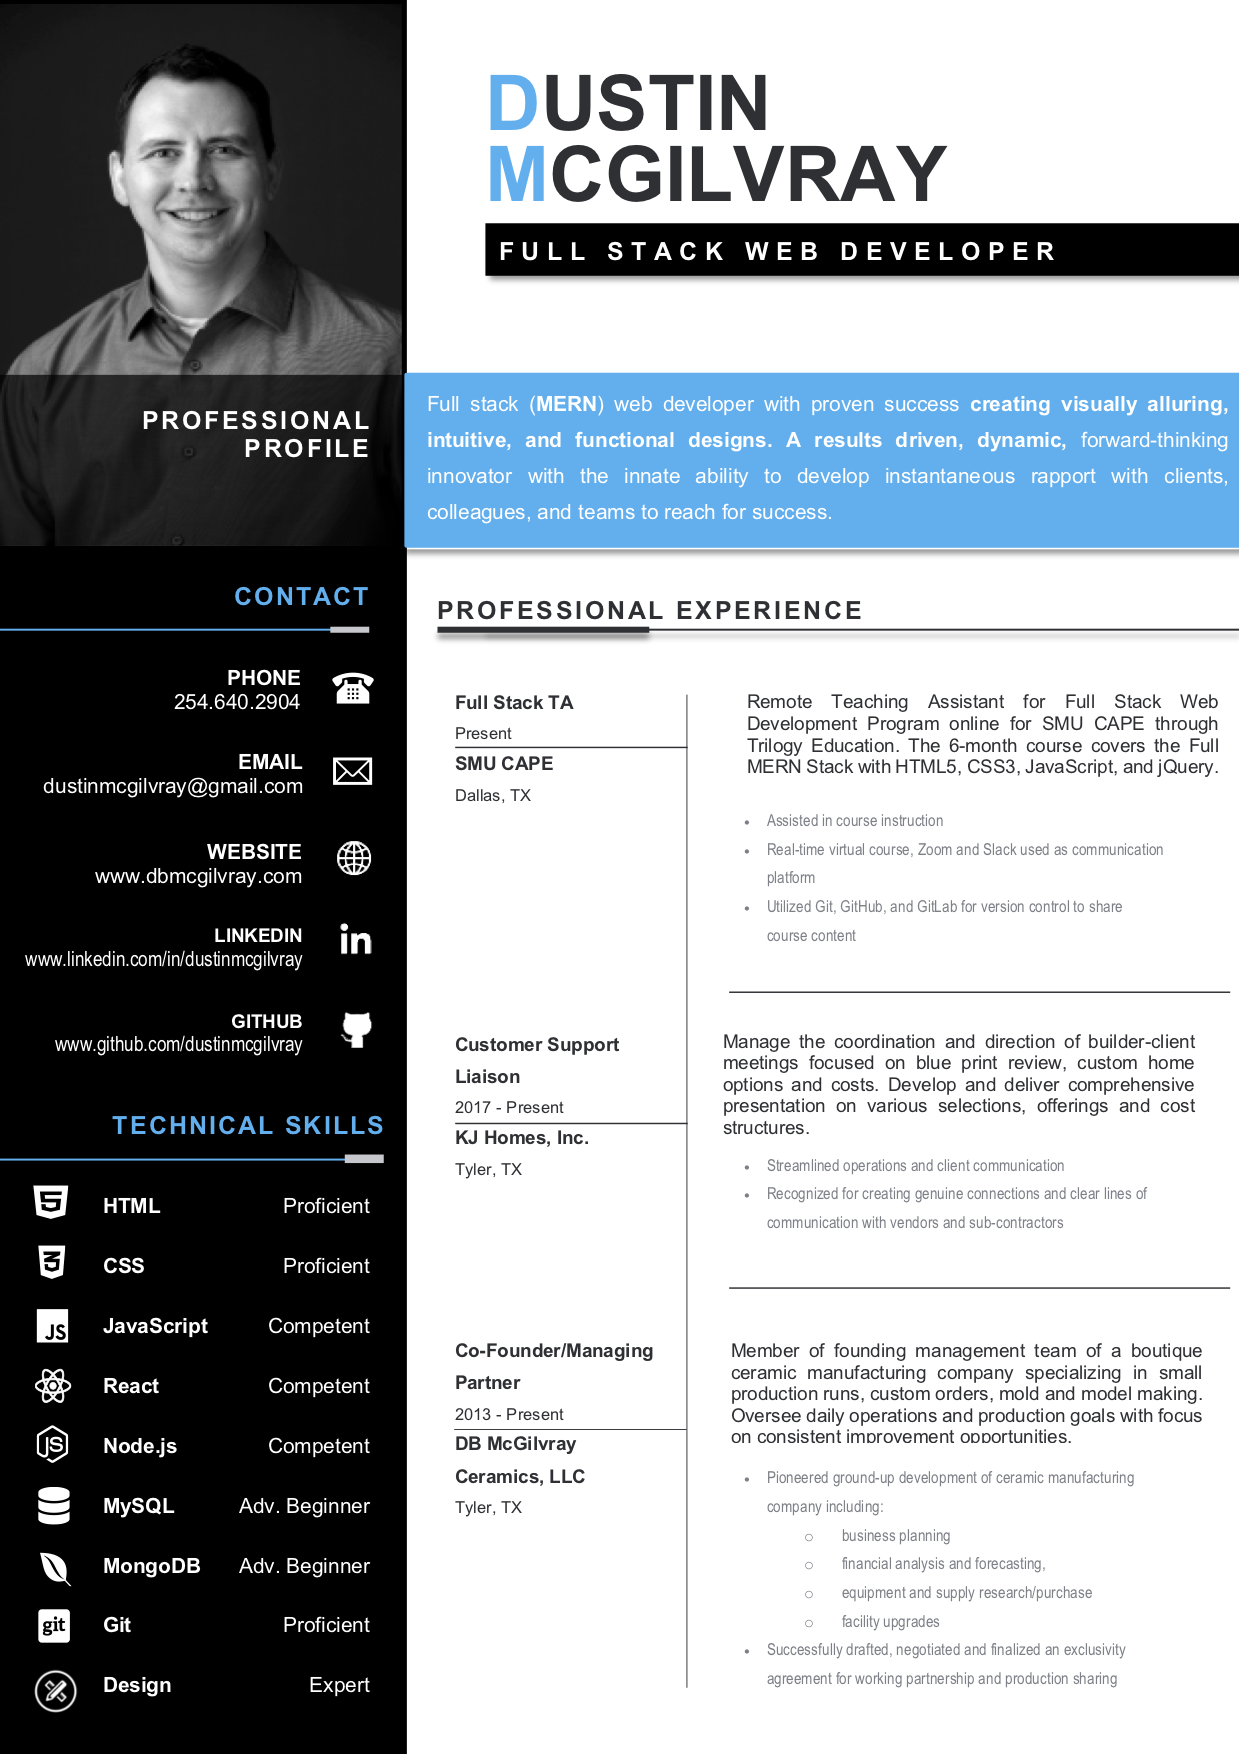 DUSTIN
MCGILVRAY
FULL STACK WEB DEVELOPER
PROFESSIONAL
PROFILE
Full stack (MERN) web developer with proven success creating visually alluring,
intuitive, and functional designs. A results driven, dynamic, forward-thinking
innovator with the innate ability to develop instantaneous rapport with clients,
colleagues, and teams to reach for success.
CONTACT
PHONE
254.640.2904
EMAIL
dustinmcgilvray@gmail.com
WEBSITE
www.dbmcgilvray.com
LINKEDIN
www.linkedin.com/in/dustinmcgilvray
GITHUB
www.github.com/dustinmcgilvray
TECHNICAL SKILLS
HTML Proficient
CSS Proficient
JS JavaScript Competent
React Competent
JS Node.js Competent
MySQL Adv. Beginner
MongoDB Adv. Beginner
git Git Proficient
Design Expert
PROFESSIONAL EXPERIENCE
Full Stack TA
Present
SMU CAPE
Dallas, TX
Remote Teaching Assistant for Full Stack Web
Development Program online for SMU CAPE through
Trilogy Education. The 6-month course covers the Full
MERN Stack with HTML5, CSS3, JavaScript, and jQuery.
• Assisted in course instruction
• Real-time virtual course, Zoom and Slack used as communication
platform
• Utilized Git, GitHub, and GitLab for version control to share
course content
Customer Support
Liaison
2017 - Present
KJ Homes, Inc.
Tyler, TX
Manage the coordination and direction of builder-client
meetings focused on blue print review, custom home
options and costs. Develop and deliver comprehensive
presentation on various selections, offerings and cost
structures.
• Streamlined operations and client communication
• Recognized for creating genuine connections and clear lines of
communication with vendors and sub-contractors
Co-Founder/Managing
Partner
2013 - Present
DB McGilvray
Ceramics, LLC
Tyler, TX
Member of founding management team of a boutique
ceramic manufacturing company specializing in small
production runs, custom orders, mold and model making.
Oversee daily operations and production goals with focus
on consistent improvement opportunities.
• Pioneered ground-up development of ceramic manufacturing
company including:
o business planning
o financial analysis and forecasting,
o equipment and supply research/purchase
o facility upgrades
• Successfully drafted, negotiated and finalized an exclusivity
agreement for working partnership and production sharing